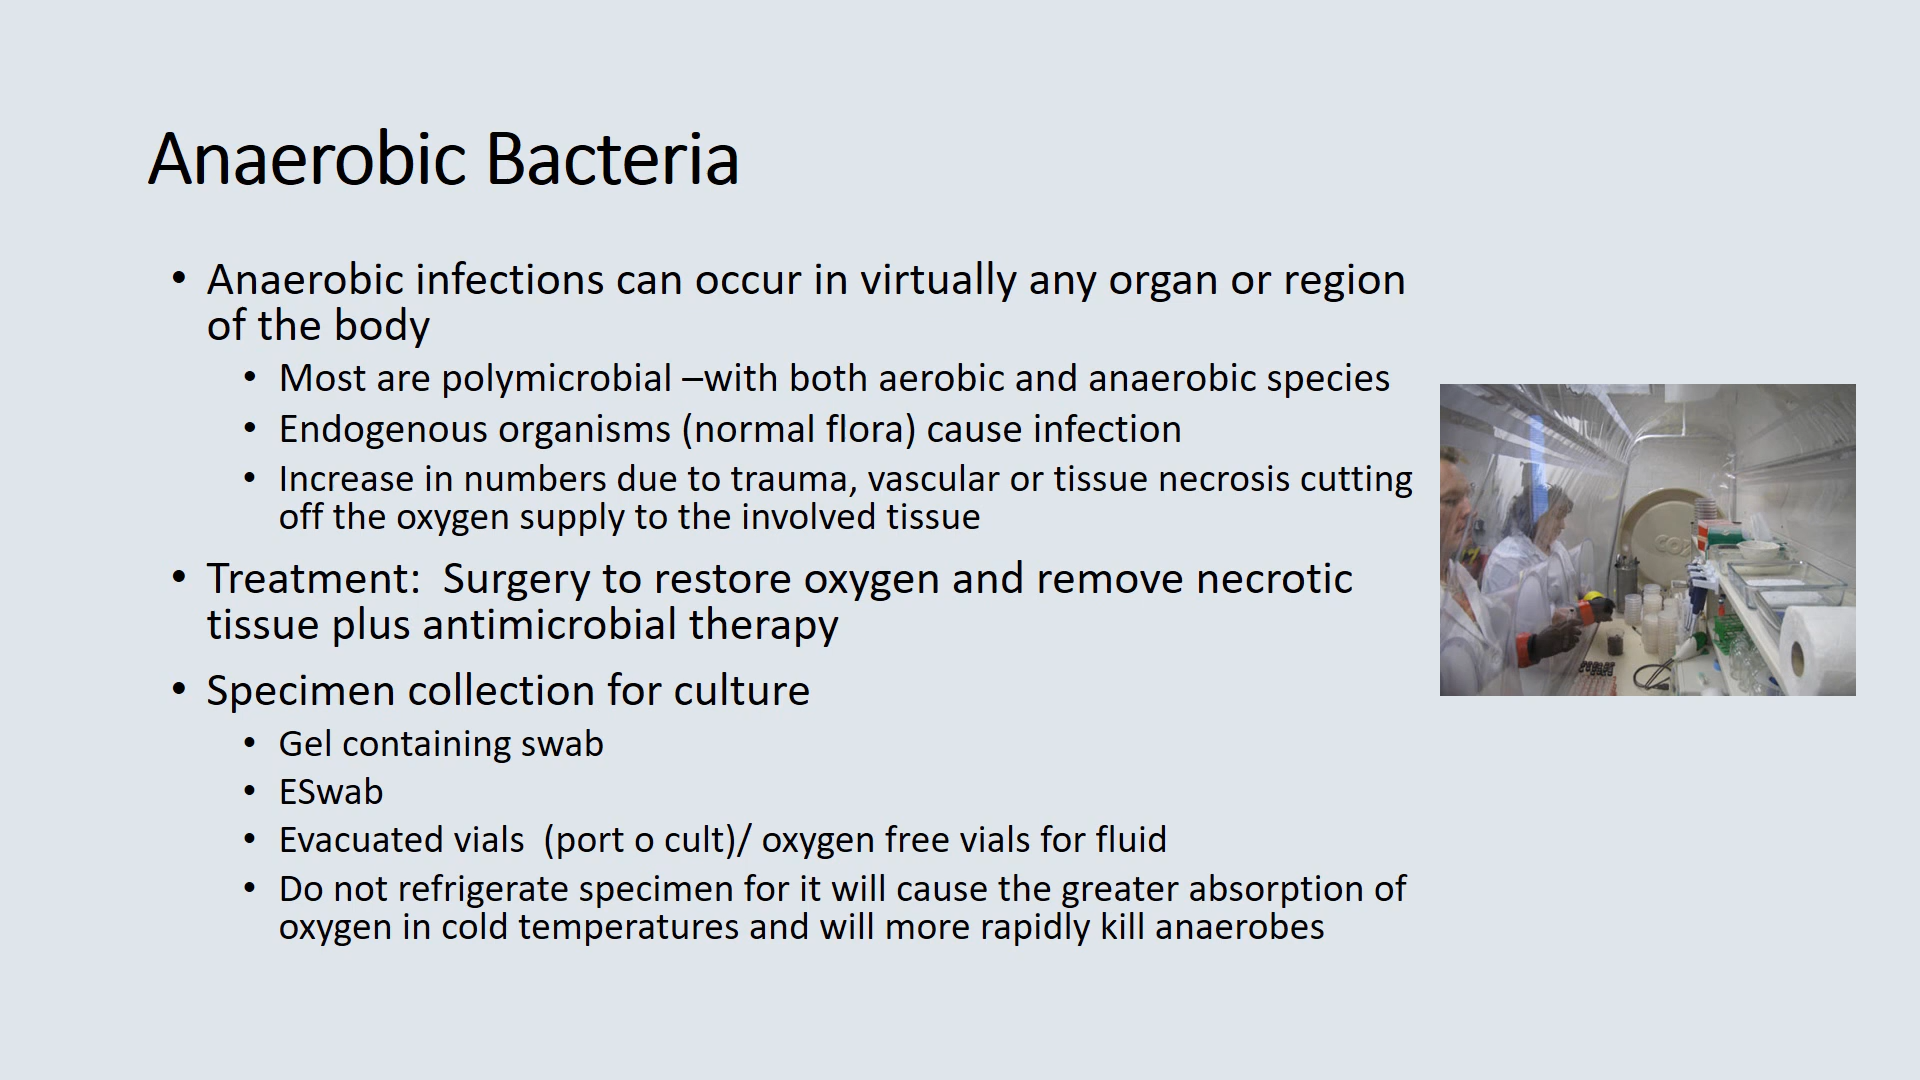 Anaerobic Bacteria
• Anaerobic infections can occur in virtually any organ or region
of the body
• Most are polymicrobial –with both aerobic and anaerobic species
• Endogenous organisms (normal flora) cause infection
• Increase in numbers due to trauma, vascular or tissue necrosis cutting
off the oxygen supply to the involved tissue
• Treatment:  Surgery to restore oxygen and remove necrotic
tissue plus antimicrobial therapy
• Specimen collection for culture
• Gel containing swab
• ESwab
• Evacuated vials  (port o cult)/ oxygen free vials for fluid
• Do not refrigerate specimen for it will cause the greater absorption of
oxygen in cold temperatures and will more rapidly kill anaerobes